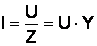 I = U/Z = U · Y